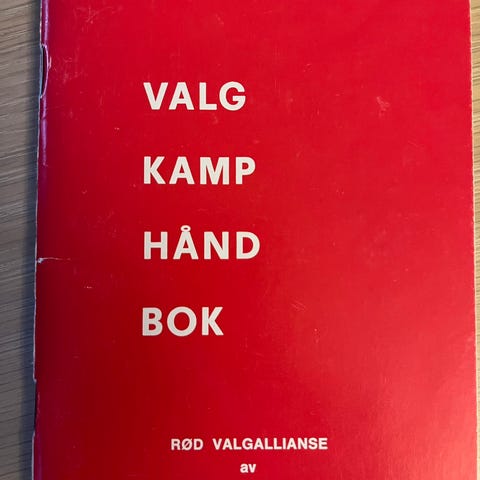 VALG
KAMP
HÅND
BOK
RØD VALGALLIANSE
av